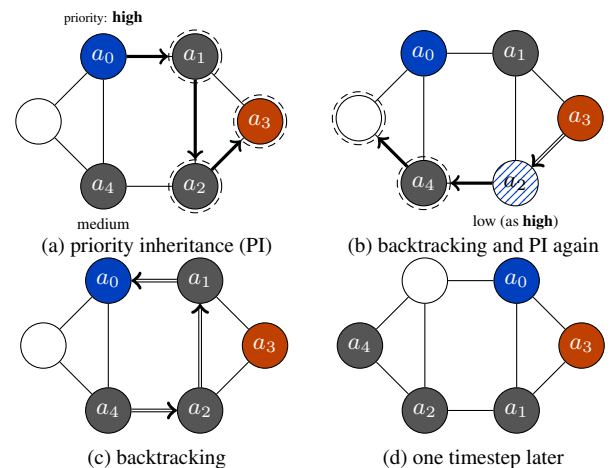 priority: high
a0 a1
a3
a4 a2
medium
(a) priority inheritance (PI)
a0 a1
a3
a4 a2
low (as high)
(b) backtracking and PI again
a0 a1
a3
a4 a2
(c) backtracking
a0
a4 a3
a2 a1
(d) one timestep later